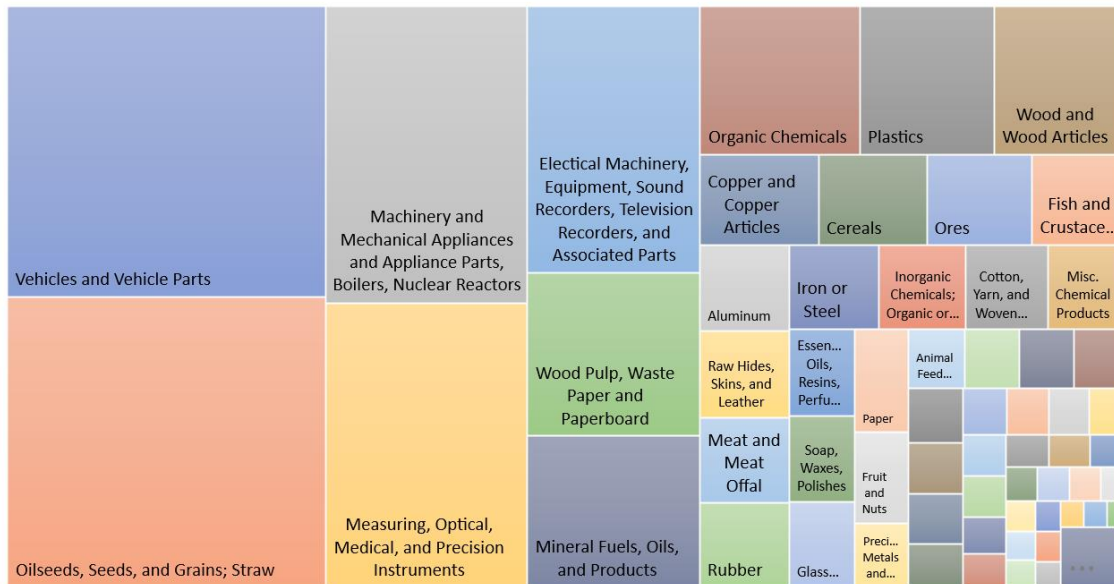 Vehicles and Vehicle Parts
Oilseeds, Seeds, and Grains; Straw
Machinery and
Mechanical Appliances
and Appliance Parts,
Boilers, Nuclear Reactors
Measuring, Optical,
Medical, and Precision
Instruments
Electical Machinery,
Equipment, Sound
Recorders, Television
Recorders, and
Associated Parts
Wood Pulp, Waste
Paper and
Paperboard
Mineral Fuels, Oils,
and Products
Organic Chemicals
Plastics
Wood and
Wood Articles
Copper and
Copper
Articles
Cereals
Ores
Fish and
Crustace...
Aluminum
Iron or
Steel
Inorganic
Chemicals;
Organic or...
Cotton,
Yarn, and
Woven...
Misc.
Chemical
Products
Raw Hides,
Skins, and
Leather
Essen...
Oils,
Resins,
Perfu...
Paper
Animal
Feed...
Meat and
Meat
Offal
Soap,
Waxes,
Polishes
Fruit
and
Nuts
Rubber
Glass...
Preci...
Metals
and...
...